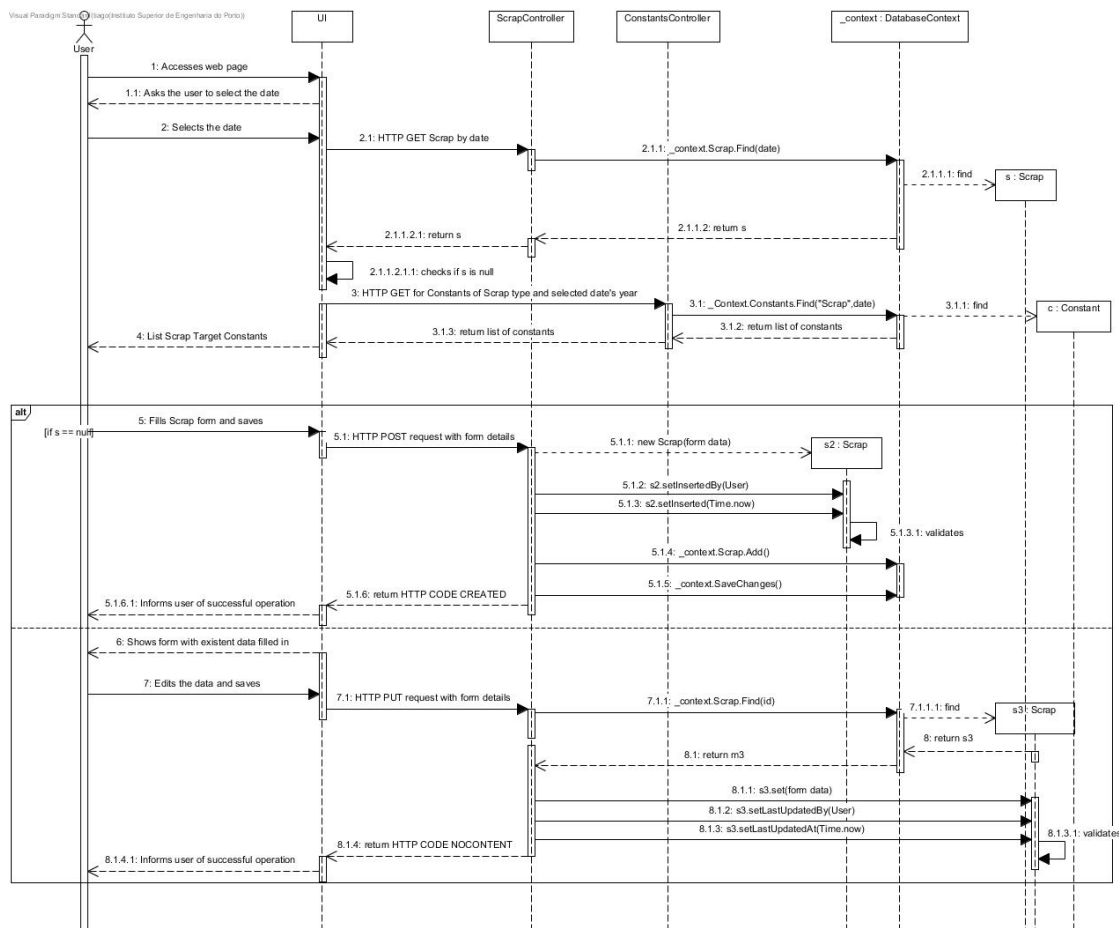 Visual Paradigm Standard(tiago(Instituto Superior de Engenharia do Porto))
User
UI
ScrapController
ConstantsController
_context : DatabaseContext
1: Accesses web page
1.1: Asks the user to select the date
2: Selects the date
2.1: HTTP GET Scrap by date
2.1.1: _context.Scrap.Find(date)
2.1.1.1: find
s : Scrap
2.1.1.2: return s
2.1.1.2.1: return s
2.1.1.2.1.1: checks if s is null
3: HTTP GET for Constants of Scrap type and selected date's year
3.1: _Context.Constants.Find("Scrap",date)
3.1.1: find
c : Constant
3.1.2: return list of constants
3.1.3: return list of constants
4: List Scrap Target Constants
alt
[if s == null]
5: Fills Scrap form and saves
5.1: HTTP POST request with form details
5.1.1: new Scrap(form data)
s2 : Scrap
5.1.2: s2.setInsertedBy(User)
5.1.3: s2.setInserted(Time.now)
5.1.3.1: validates
5.1.4: _context.Scrap.Add()
5.1.5: _context.SaveChanges()
5.1.6: return HTTP CODE CREATED
5.1.6.1: Informs user of successful operation
6: Shows form with existent data filled in
7: Edits the data and saves
7.1: HTTP PUT request with form details
7.1.1: _context.Scrap.Find(id)
7.1.1.1: find
s3 : Scrap
8: return s3
8.1: return m3
8.1.1: s3.set(form data)
8.1.2: s3.setLastUpdatedBy(User)
8.1.3: s3.setLastUpdatedAt(Time.now)
8.1.3.1: validates
8.1.4: return HTTP CODE NOCONTENT
8.1.4.1: Informs user of successful operation